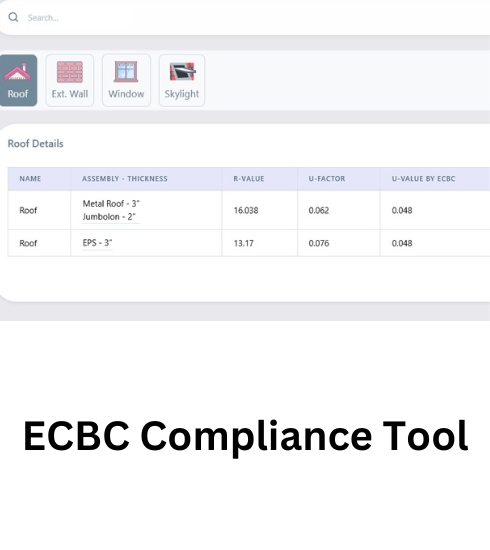 Search...
Roof
Ext. Wall
Window
Skylight
Roof Details
NAME
ASSEMBLY - THICKNESS
R-VALUE
U-FACTOR
U-VALUE BY ECBC
Roof
Metal Roof - 3"
Jumbolon - 2"
16.038
0.062
0.048
Roof
EPS - 3"
13.17
0.076
0.048
ECBC Compliance Tool